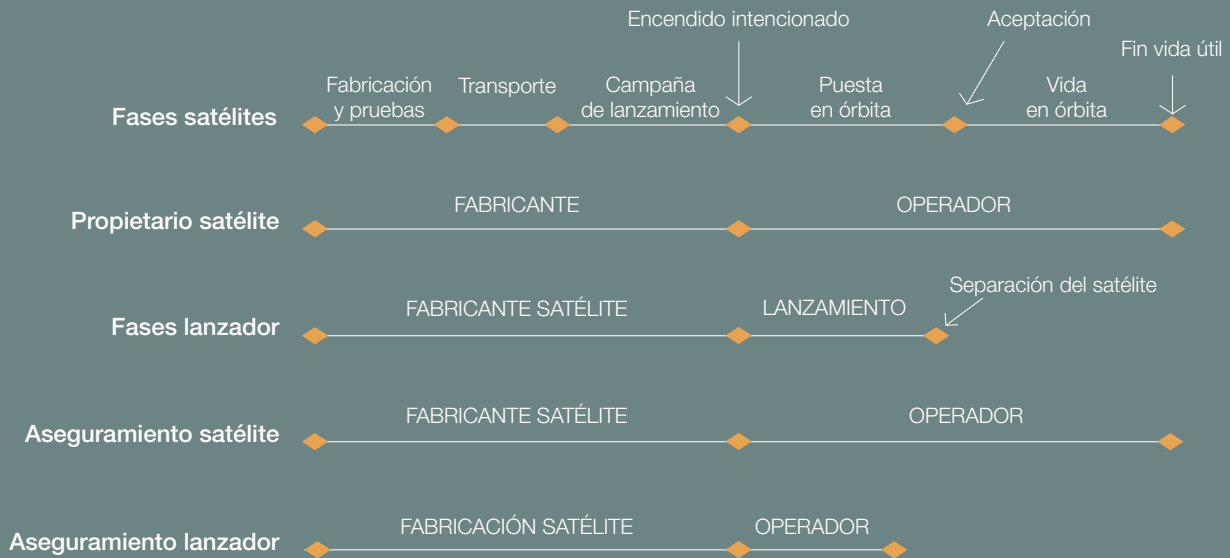 Encendido intencionado
Aceptación
Fin vida útil
Fabricación
y pruebas
Transporte
Campaña
de lanzamiento
Puesta
en órbita
Vida
en órbita
Fases satélites
Propietario satélite
FABRICANTE
OPERADOR
Separación del satélite
Fases lanzador
FABRICANTE SATÉLITE
LANZAMIENTO
Aseguramiento satélite
FABRICANTE SATÉLITE
OPERADOR
Aseguramiento lanzador
FABRICACIÓN SATÉLITE
OPERADOR